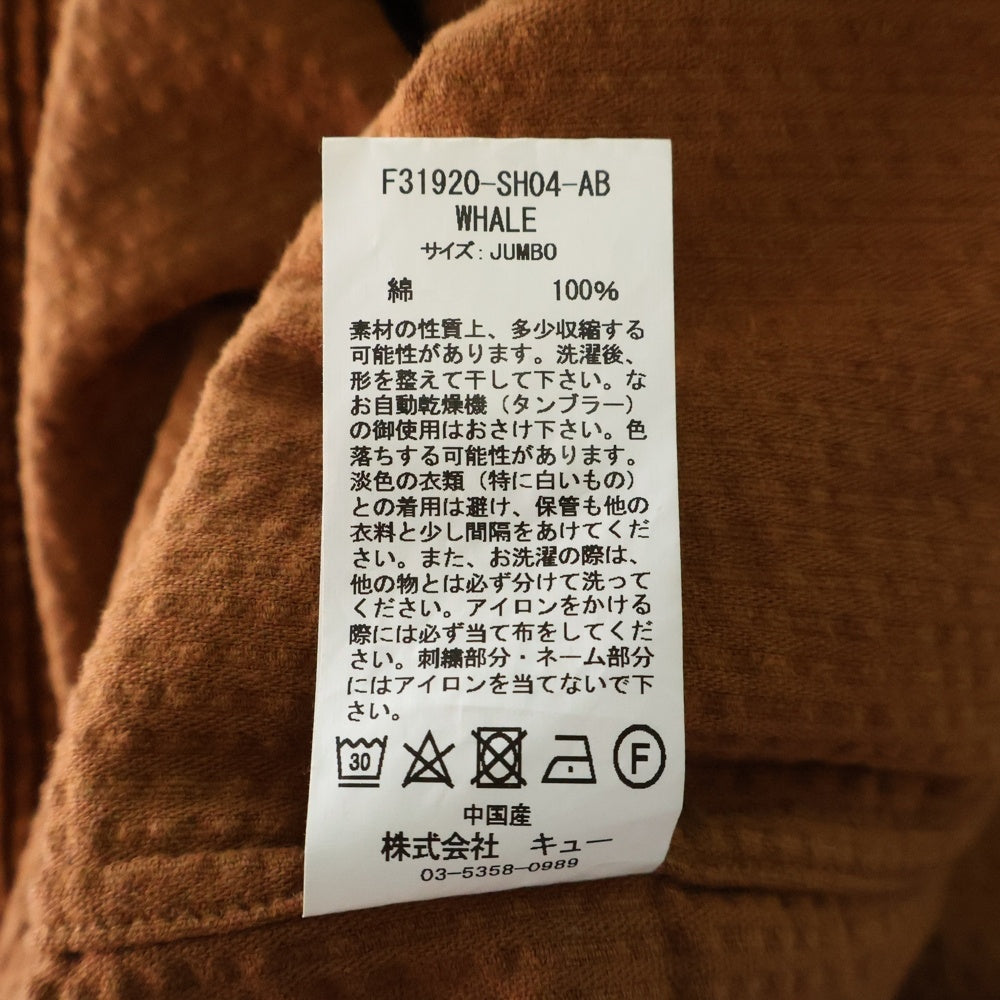 F31920-SH04-AB
WHALE
サイズ: JUMBO
綿 100%
素材の性質上、多少収縮する
可能性があります。洗濯後、
形を整えて干して下さい。な
お自動乾燥機（タンブラー）
の御使用はおさけ下さい。色
落ちする可能性があります。
淡色の衣類（特に白いもの）
との着用は避け、保管も他の
衣料と少し間隔をあけてくだ
さい。また、お洗濯の際は、
他の物とは必ず分けて洗って
ください。アイロンをかける
際には必ず当て布をしてくだ
さい。刺繍部分・ネーム部分
にはアイロンを当てないで下
さい。
30 F
中国産
株式会社 キュー
03-5358-0989